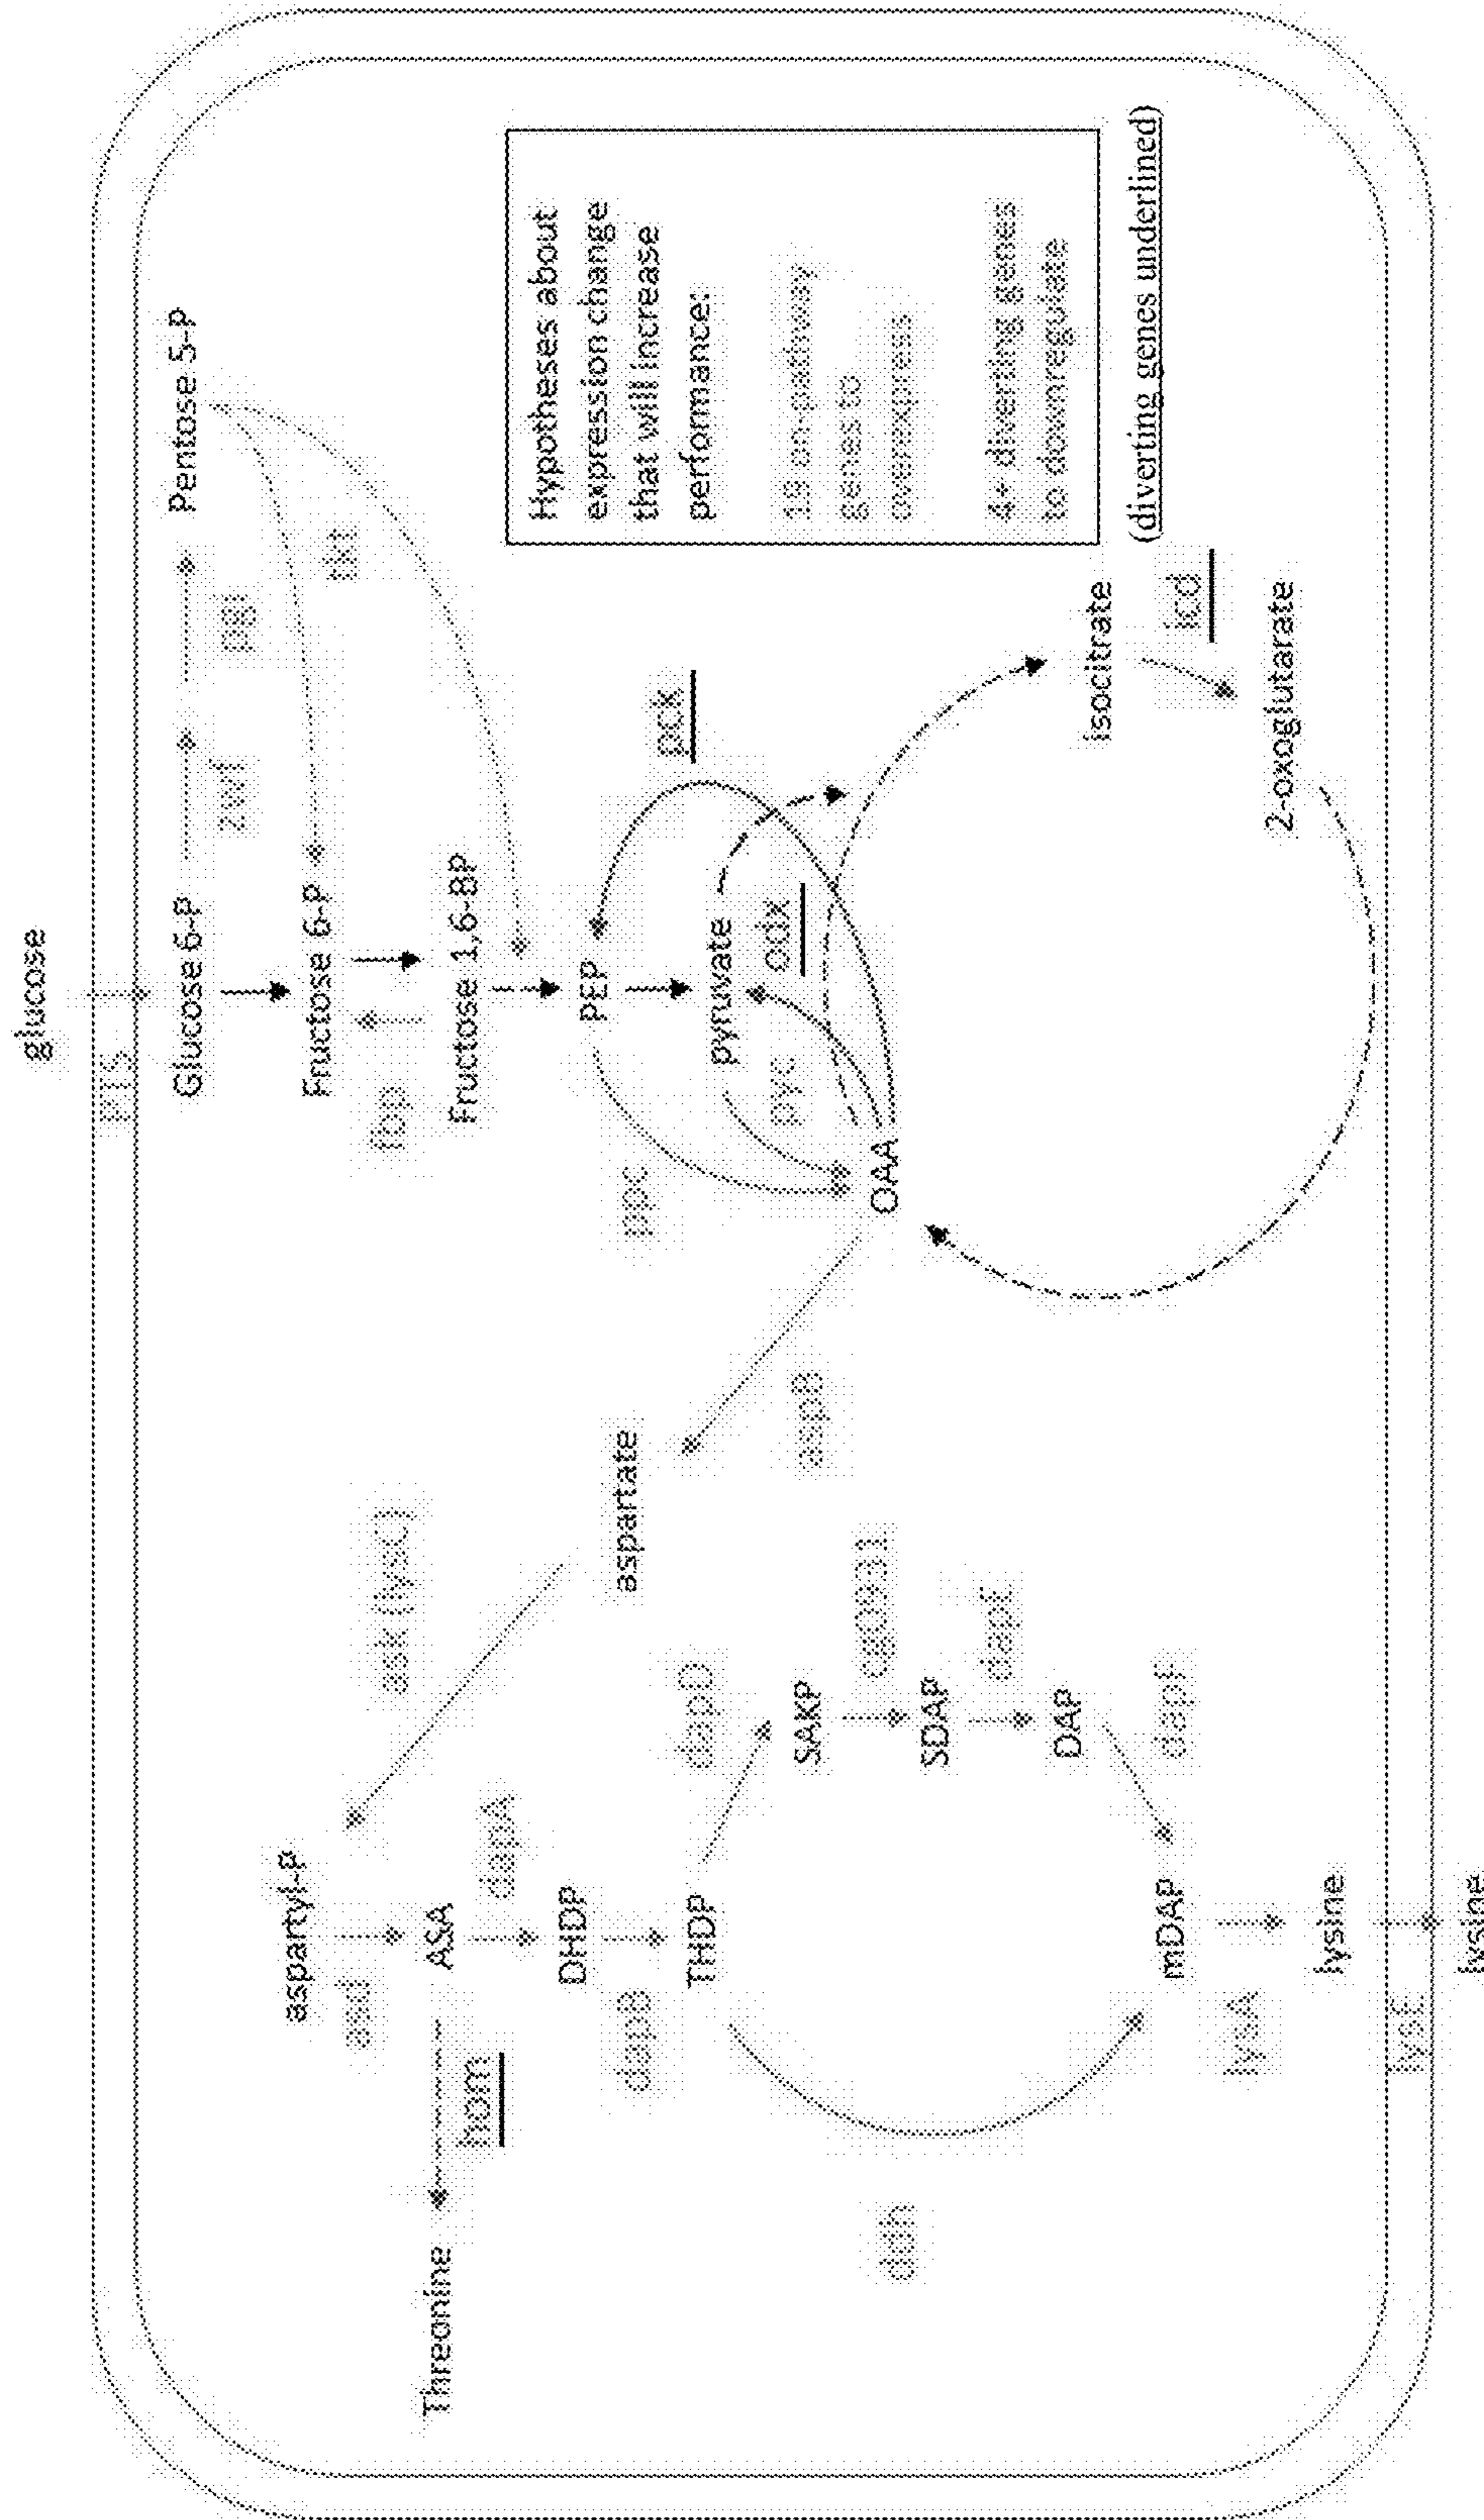 glucose
PTS
Glucose 6-P
zwf
pgl
Pentose 5-P
Fructose 6-P
tkt
fbp
Fructose 1,6-BP
PEP
pck
ppc
pyruvate
odx
pyc
OAA
isocitrate
icd
2-oxoglutarate
aspB
aspartate
ask (lysC)
aspartyl-P
asd
ASA
hom
Threonine
dapA
DHDP
dapB
THDP
dapD
SAKP
SDAP
dapE
DAP
dapF
ddh
mDAP
lysA
lysine
lysE
lysine
Hypotheses about
expression change
that will increase
performance:
on-pathway
genes to
overexpress
4+ diverting genes
to downregulate
(diverting genes underlined)